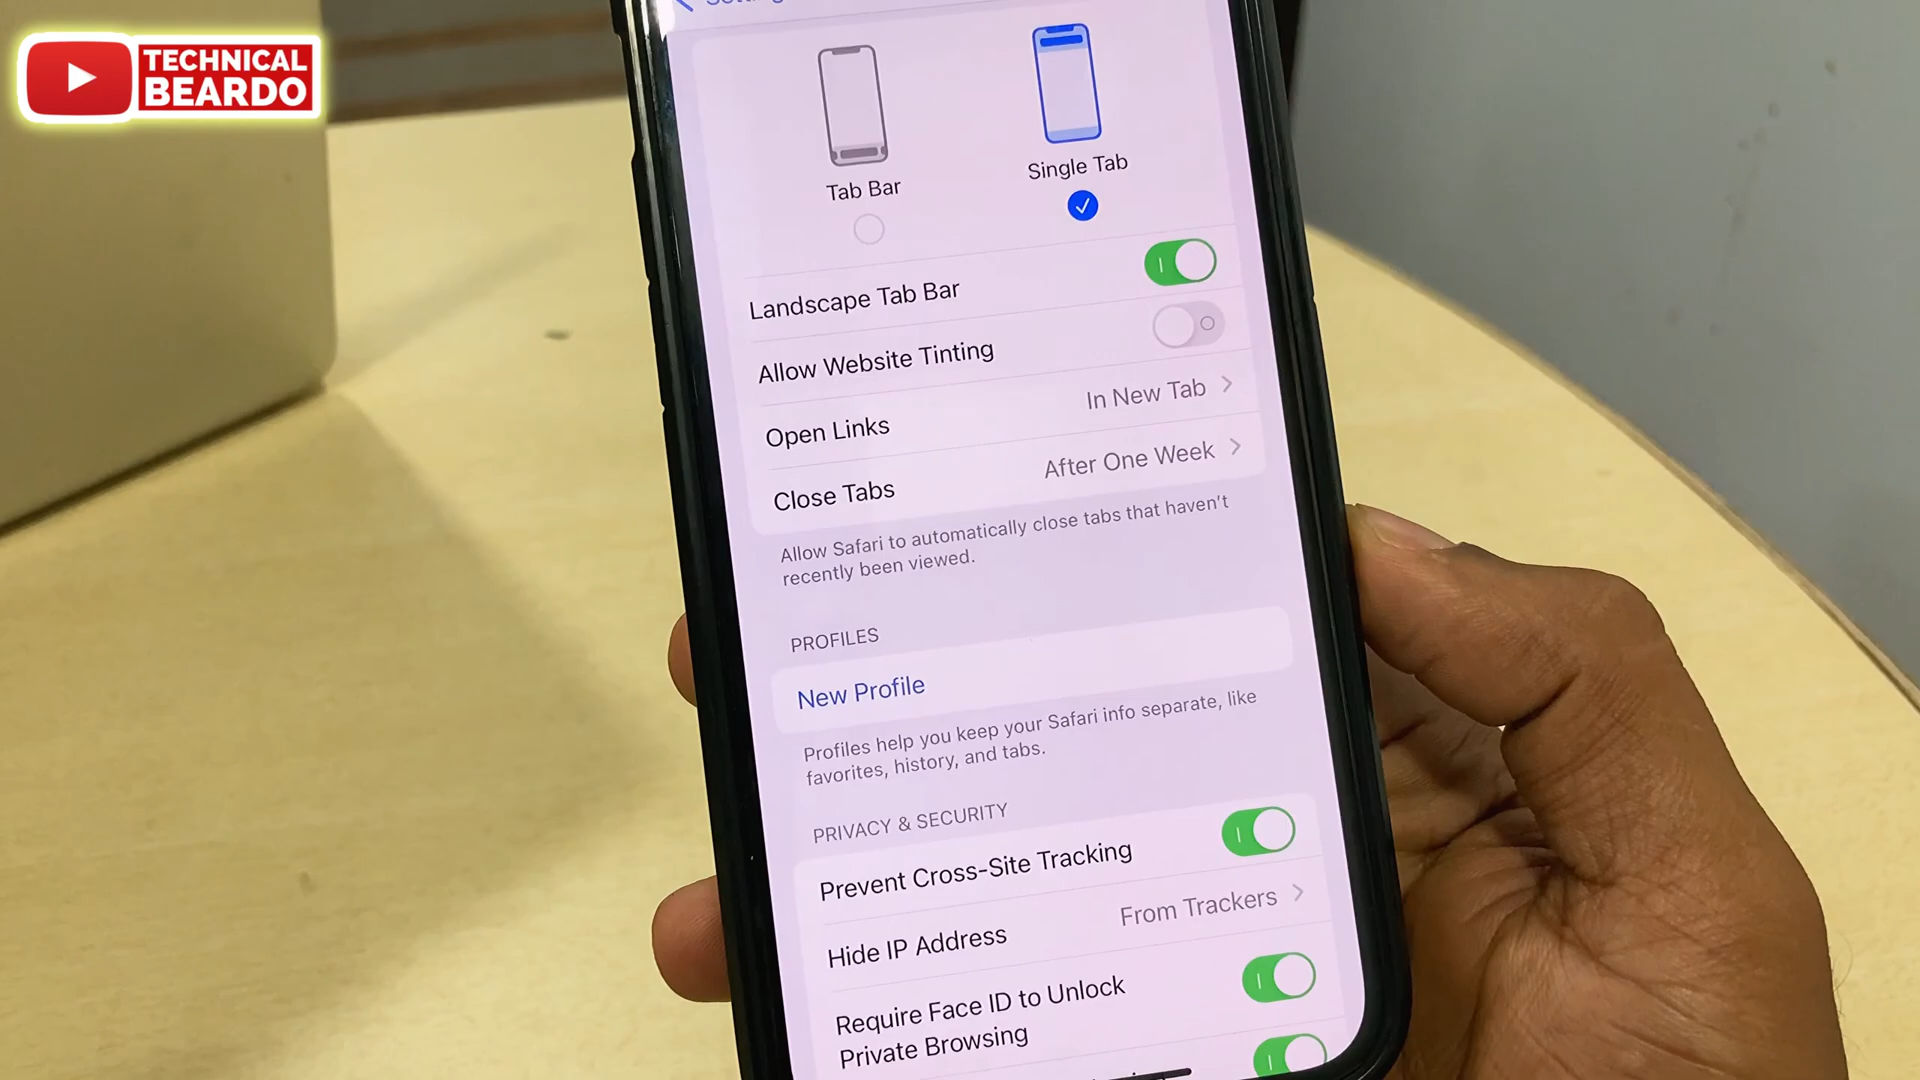 TECHNICAL
BEARDO
Tab Bar
Single Tab
Landscape Tab Bar
Allow Website Tinting
Open Links
In New Tab
Close Tabs
After One Week
Allow Safari to automatically close tabs that haven't
recently been viewed.
PROFILES
New Profile
Profiles help you keep your Safari info separate, like
favorites, history, and tabs.
PRIVACY & SECURITY
Prevent Cross-Site Tracking
Hide IP Address
From Trackers
Require Face ID to Unlock
Private Browsing